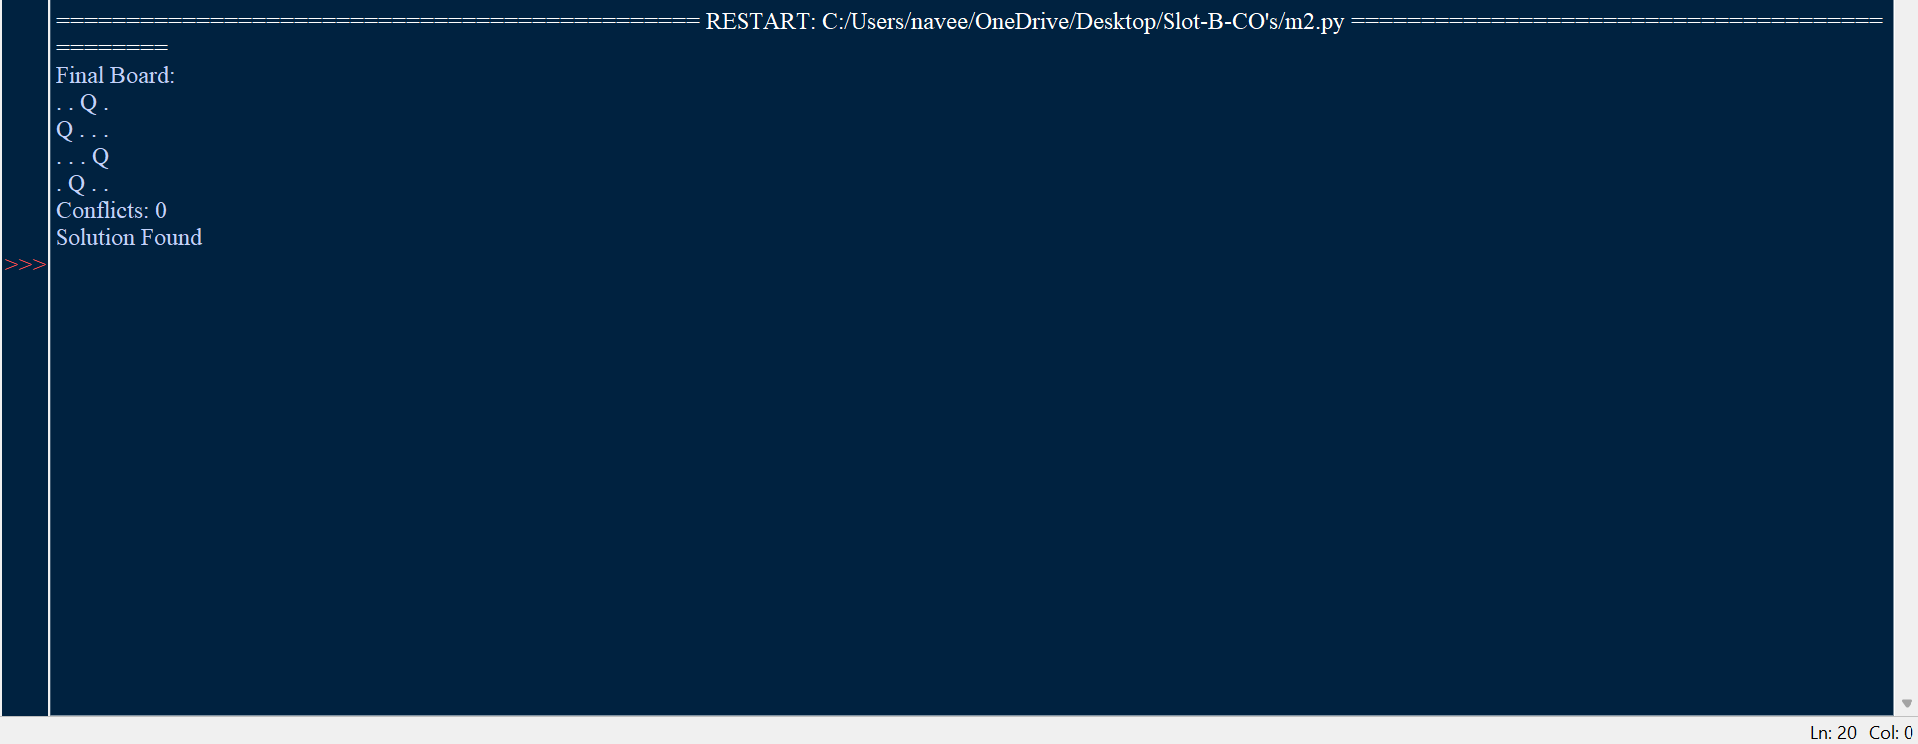 ============================================== RESTART: C:/Users/navee/OneDrive/Desktop/Slot-B-CO's/m2.py ======================================
========
Final Board:
. . Q .
Q . . .
. . . Q
. Q . .
Conflicts: 0
Solution Found
>>>
Ln: 20 Col: 0